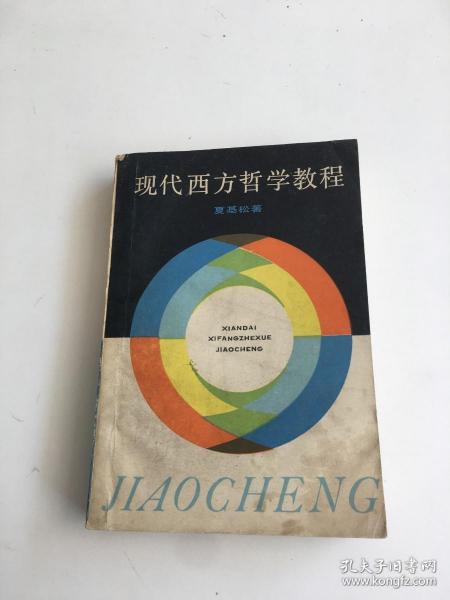 现代西方哲学教程
夏基松著
XIANDAI
XIFANGZHEXUE
JIAOCHENG
JIAOCHENG
孔夫子旧书网
www.kongfz.com